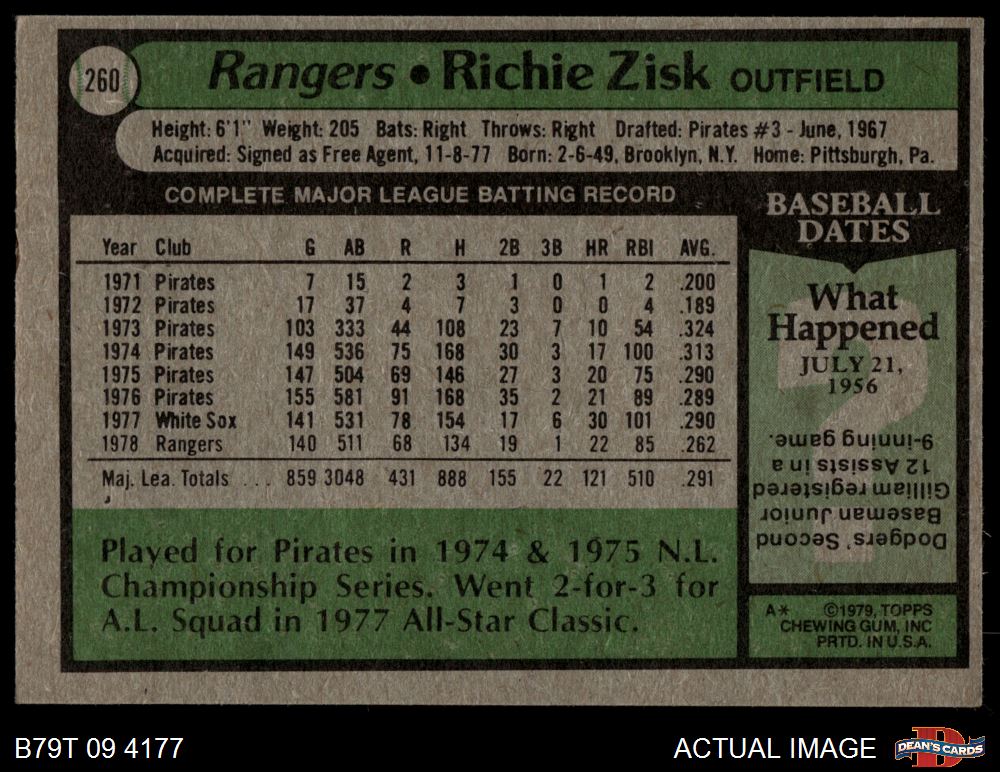 260
Rangers • Richie Zisk OUTFIELD
Height: 6'1" Weight: 205 Bats: Right Throws: Right Drafted: Pirates #3 - June, 1967
Acquired: Signed as Free Agent, 11-8-77 Born: 2-6-49, Brooklyn, N.Y. Home: Pittsburgh, Pa.
COMPLETE MAJOR LEAGUE BATTING RECORD
Year Club G AB R H 2B 3B HR RBI AVG.
1971 Pirates 7 15 2 3 1 0 1 2 .200
1972 Pirates 17 37 4 7 3 0 0 4 .189
1973 Pirates 103 333 44 108 23 7 10 54 .324
1974 Pirates 149 536 75 168 30 3 17 100 .313
1975 Pirates 147 504 69 146 27 3 20 75 .290
1976 Pirates 155 581 91 168 35 2 21 89 .289
1977 White Sox 141 531 78 154 17 6 30 101 .290
1978 Rangers 140 511 68 134 19 1 22 85 .262
Maj. Lea. Totals ... 859 3048 431 888 155 22 121 510 .291
Played for Pirates in 1974 & 1975 N.L.
Championship Series. Went 2-for-3 for
A.L. Squad in 1977 All-Star Classic.
BASEBALL
DATES
What
Happened
JULY 21,
1956
?
Dodgers' Second
Baseman Junior
Gilliam registered
12 Assists in a
9-inning game.
A* ©1979, TOPPS
CHEWING GUM, INC
PRTD. IN U.S.A.
B79T 09 4177
ACTUAL IMAGE
D
DEAN'S CARDS